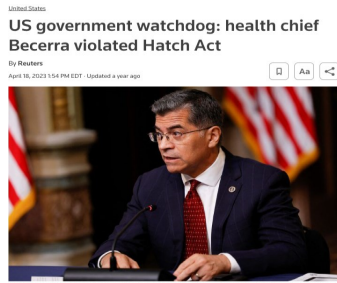 United States
US government watchdog: health chief
Becerra violated Hatch Act
By Reuters
April 18, 2023 1:54 PM EDT · Updated a year ago
Aa